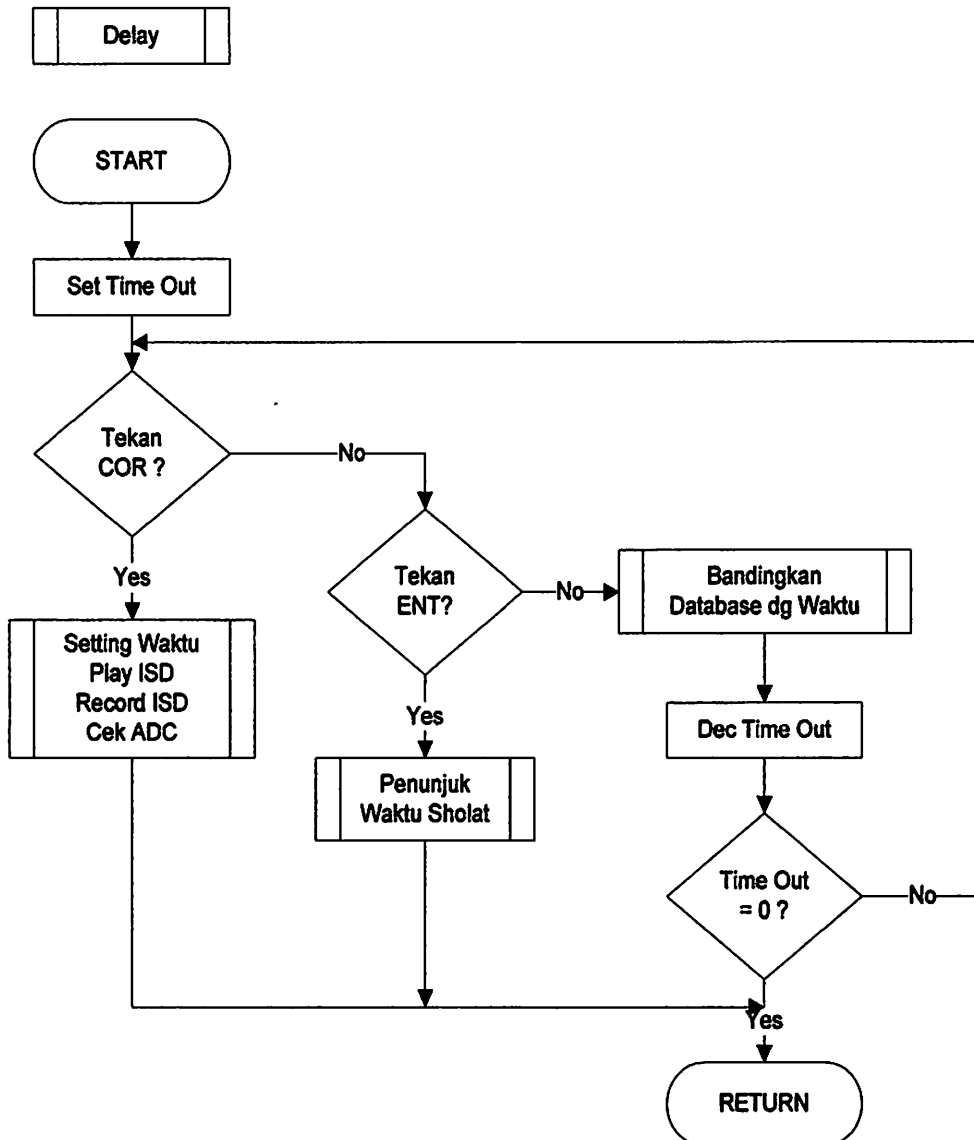 Delay
START
Set Time Out
Tekan
COR ?
No
Yes
Tekan
ENT?
No
Bandingkan
Database dg Waktu
Setting Waktu
Play ISD
Record ISD
Cek ADC
Yes
Dec Time Out
Penunjuk
Waktu Sholat
Time Out
= 0 ?
No
Yes
RETURN